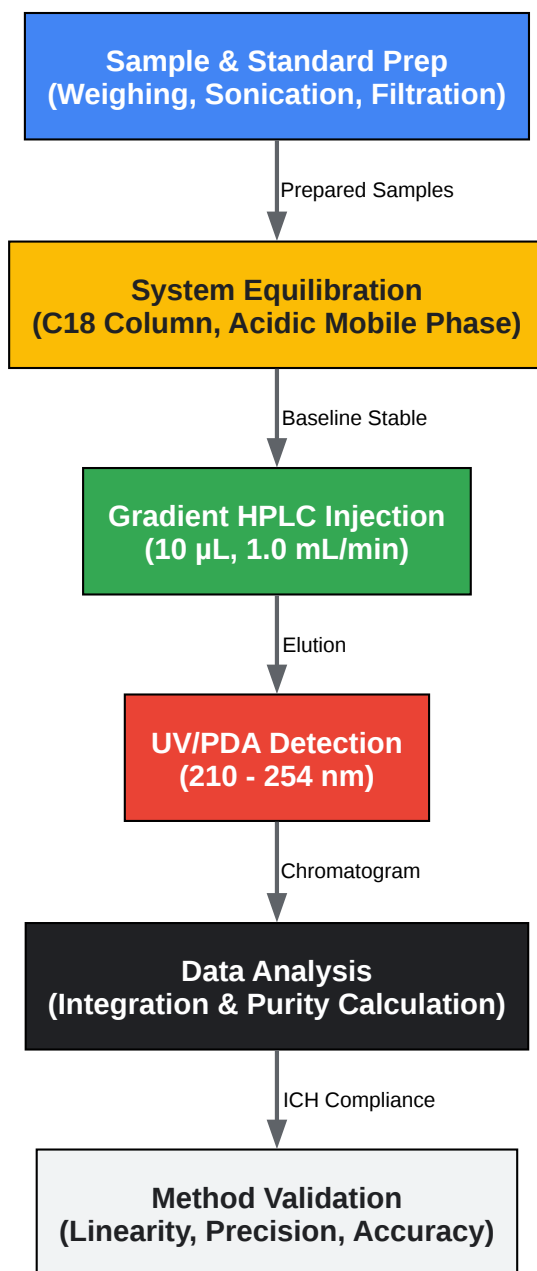 Sample & Standard Prep
(Weighing, Sonication, Filtration)
Prepared Samples
System Equilibration
(C18 Column, Acidic Mobile Phase)
Baseline Stable
Gradient HPLC Injection
(10 µL, 1.0 mL/min)
Elution
UV/PDA Detection
(210 - 254 nm)
Chromatogram
Data Analysis
(Integration & Purity Calculation)
ICH Compliance
Method Validation
(Linearity, Precision, Accuracy)